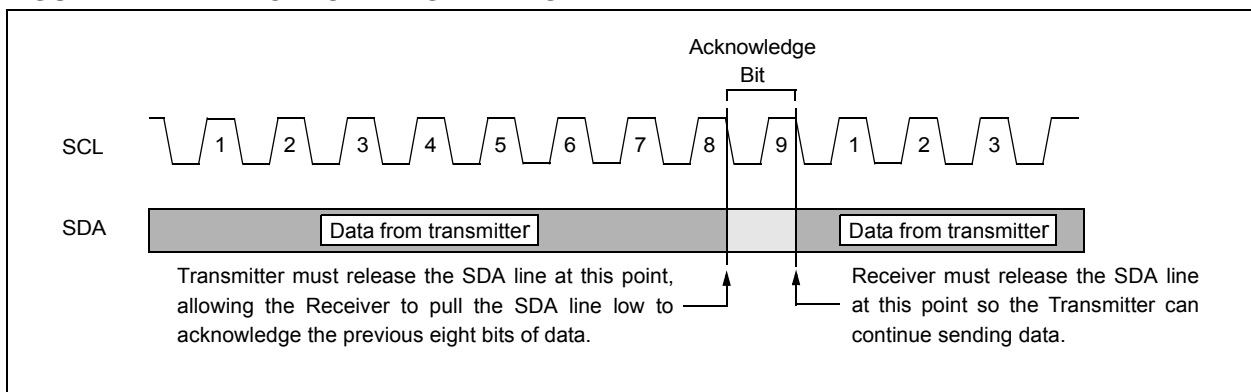 Acknowledge
Bit
SCL
1 2 3 4 5 6 7 8 9 1 2 3
SDA
Data from transmitter
Data from transmitter
Transmitter must release the SDA line at this point,
allowing the Receiver to pull the SDA line low to
acknowledge the previous eight bits of data.
Receiver must release the SDA line
at this point so the Transmitter can
continue sending data.